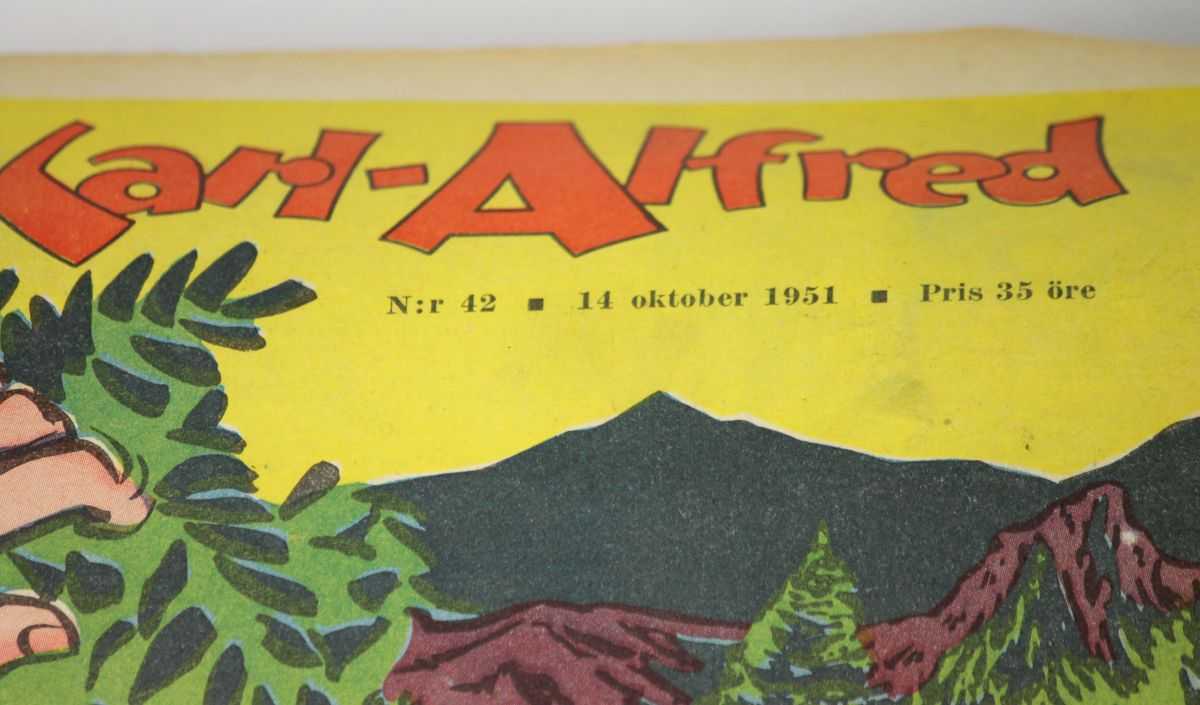 Karl-Alfred
N:r 42 ▪ 14 oktober 1951 ▪ Pris 35 öre